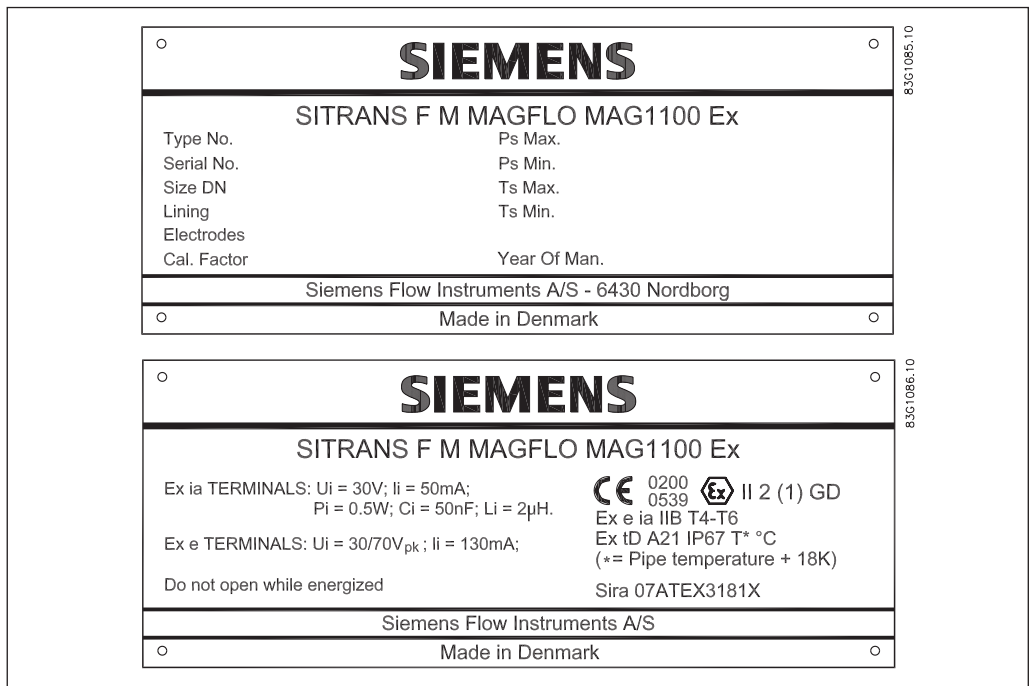 SIEMENS
83G1085.10
SITRANS F M MAGFLO MAG1100 Ex
Type No. Ps Max.
Serial No. Ps Min.
Size DN Ts Max.
Lining Ts Min.
Electrodes
Cal. Factor Year Of Man.
Siemens Flow Instruments A/S - 6430 Nordborg
Made in Denmark
SIEMENS
83G1086.10
SITRANS F M MAGFLO MAG1100 Ex
Ex ia TERMINALS: Ui = 30V; Ii = 50mA;
Pi = 0.5W; Ci = 50nF; Li = 2µH.
Ex e TERMINALS: Ui = 30/70Vpk ; Ii = 130mA;
Do not open while energized
CE 0200 0539 Ex II 2 (1) GD
Ex e ia IIB T4-T6
Ex tD A21 IP67 T* °C
(*= Pipe temperature + 18K)
Sira 07ATEX3181X
Siemens Flow Instruments A/S
Made in Denmark